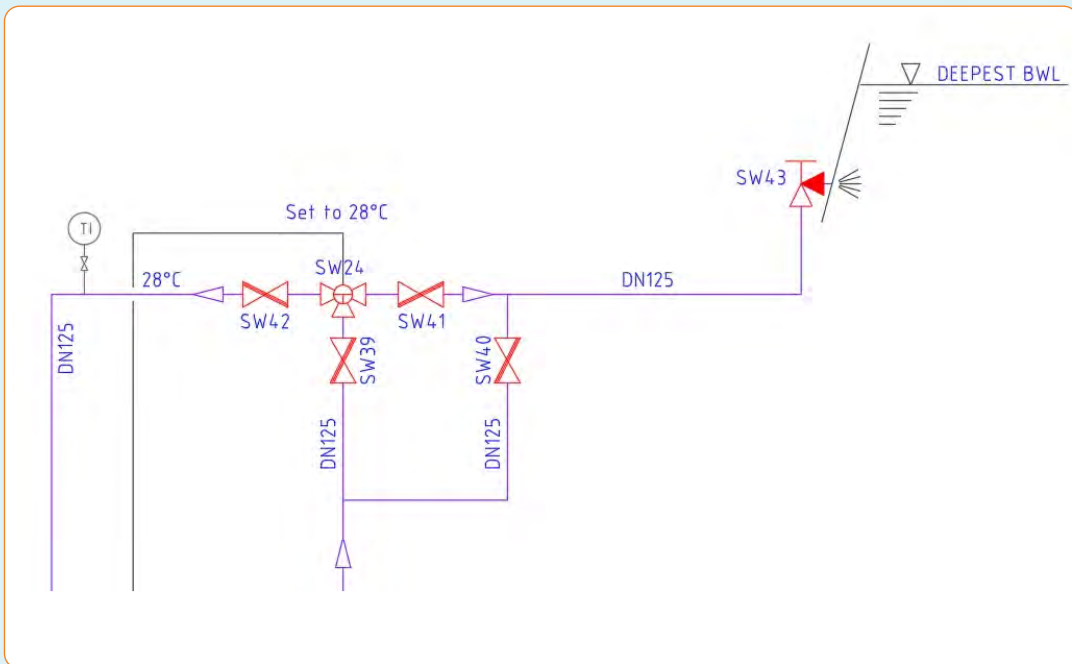 DEEPEST BWL
SW43
Set to 28°C
TI
28°C
SW24
DN125
SW42
SW41
DN125
SW39
SW40
DN125
DN125